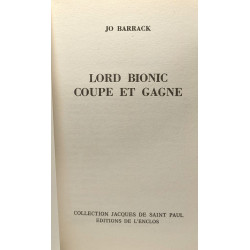 JO BARRACK
LORD BIONIC
COUPE ET GAGNE
COLLECTION JACQUES DE SAINT PAUL
EDITIONS DE L'ENCLOS